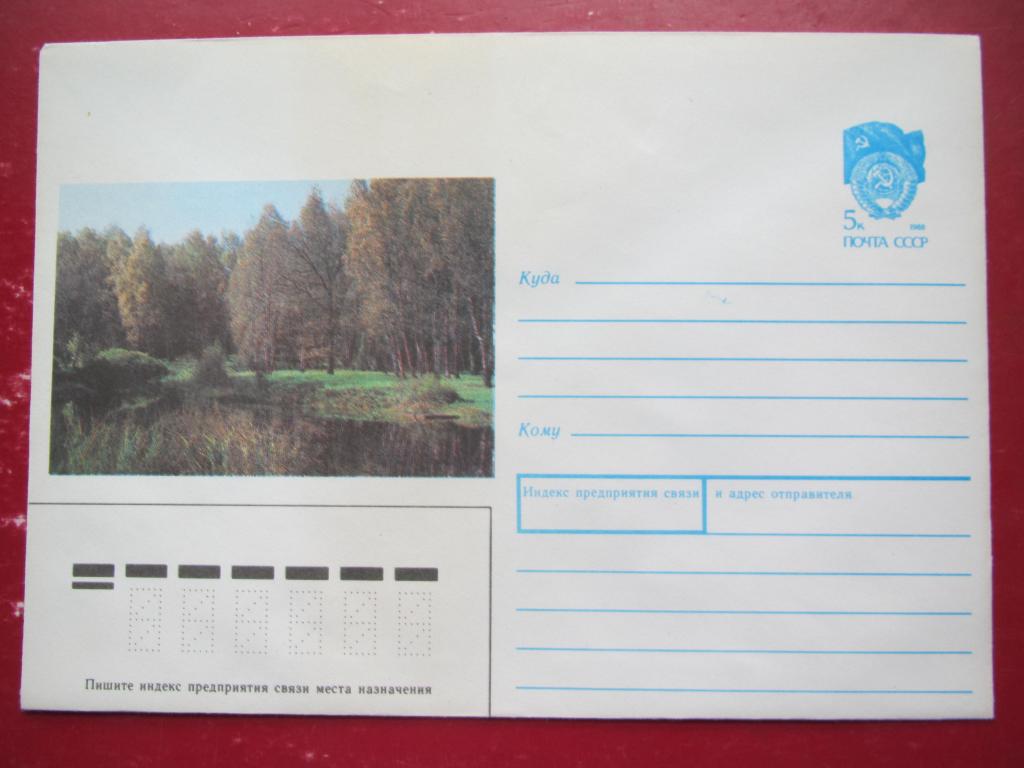 5к 1988
ПОЧТА СССР
Куда
Кому
Индекс предприятия связи и адрес отправителя
Пишите индекс предприятия связи места назначения